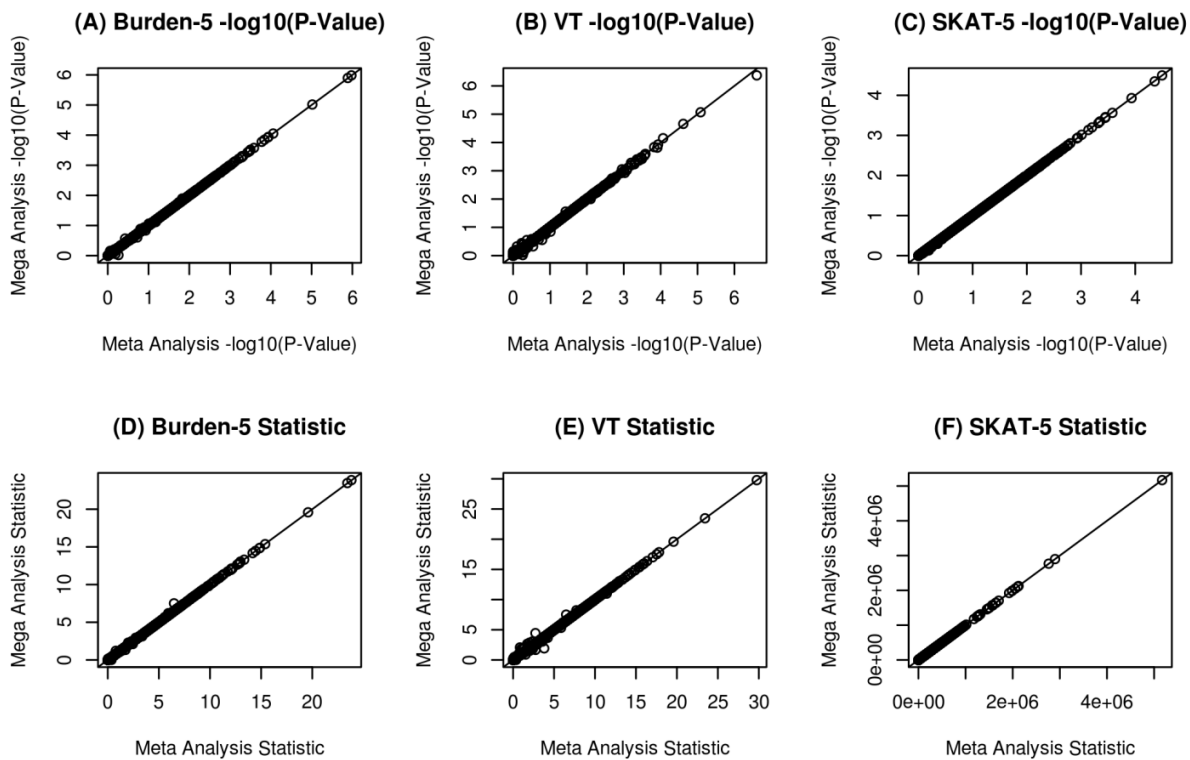 (A) Burden-5 -log10(P-Value)
Mega Analysis -log10(P-Value)
0 1 2 3 4 5 6
0 1 2 3 4 5 6
Meta Analysis -log10(P-Value)
(B) VT -log10(P-Value)
Mega Analysis -log10(P-Value)
0 1 2 3 4 5 6
0 1 2 3 4 5 6
Meta Analysis -log10(P-Value)
(C) SKAT-5 -log10(P-Value)
Mega Analysis -log10(P-Value)
0 1 2 3 4
0 1 2 3 4
Meta Analysis -log10(P-Value)
(D) Burden-5 Statistic
Mega Analysis Statistic
0 5 10 15 20
0 5 10 15 20
Meta Analysis Statistic
(E) VT Statistic
Mega Analysis Statistic
0 5 15 25
0 5 10 15 20 25 30
Meta Analysis Statistic
(F) SKAT-5 Statistic
Mega Analysis Statistic
0e+00 2e+06 4e+06
0e+00 2e+06 4e+06
Meta Analysis Statistic